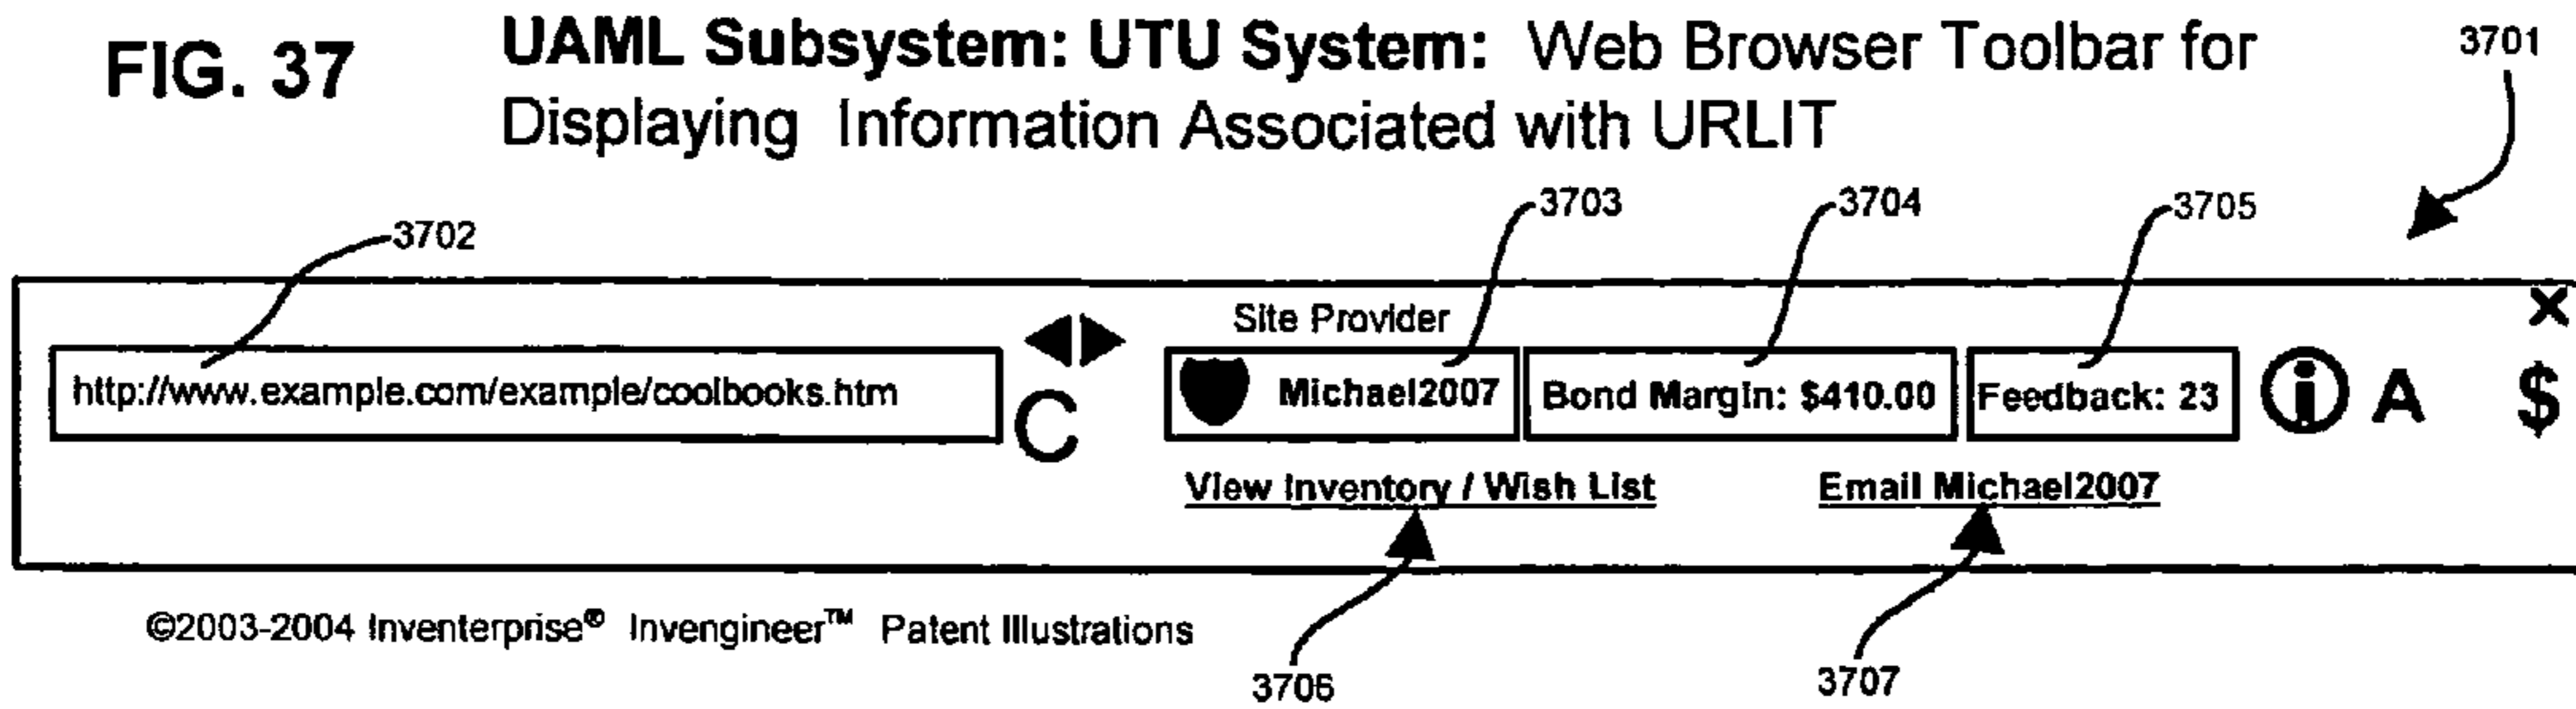 FIG. 37
UAML Subsystem: UTU System: Web Browser Toolbar for
Displaying Information Associated with URLIT
3701
3702
3703
3704
3705
Site Provider
X
http://www.example.com/example/coolbooks.htm
C
Michael2007
Bond Margin: $410.00
Feedback: 23
i
A
$
View Inventory / Wish List
Email Michael2007
©2003-2004 Inventerprise® Invengineer™ Patent Illustrations
3706
3707